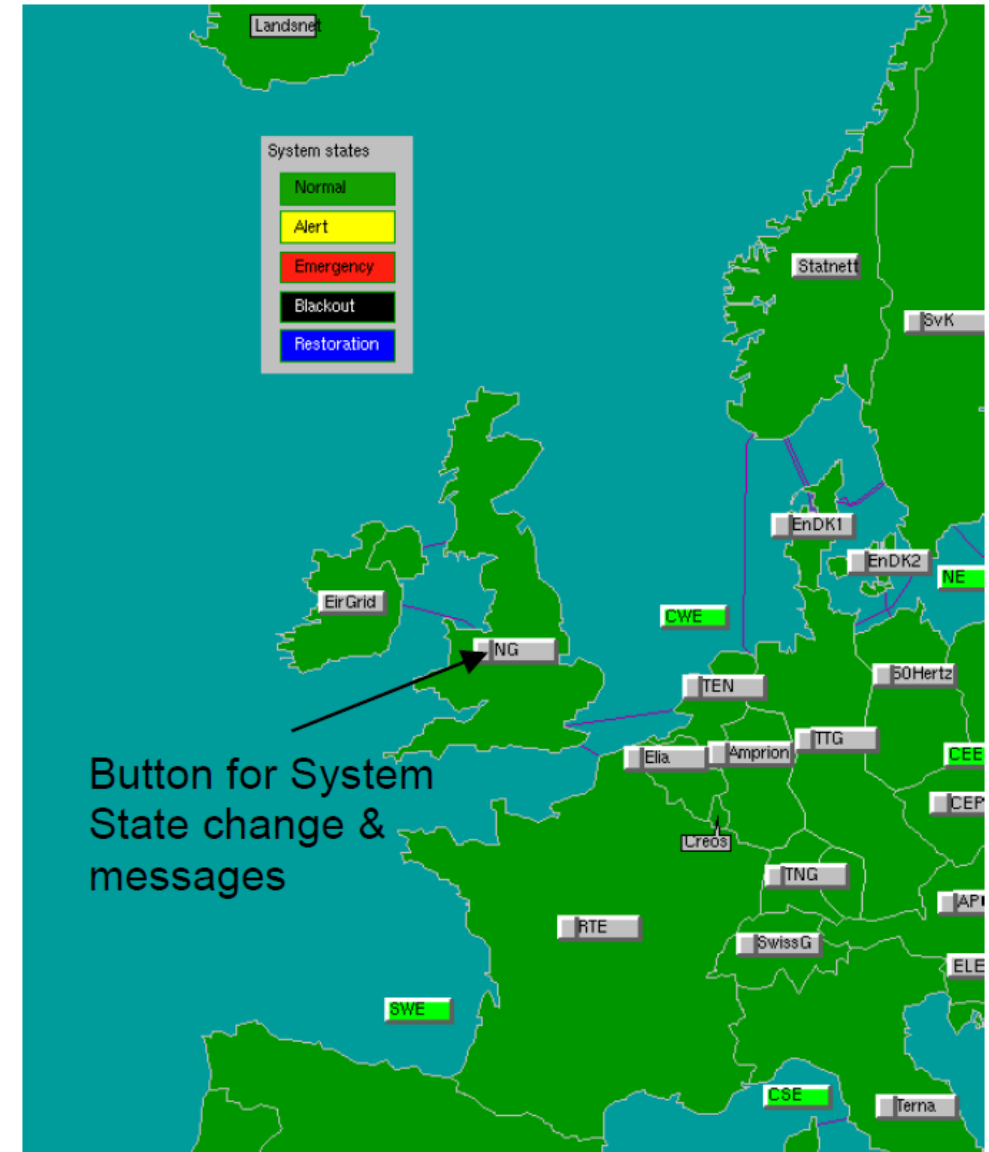 Landsnet
System states
Normal
Alert
Emergency
Blackout
Restoration
Statnett
SvK
EnDK1
EnDK2
NE
EirGrid
CWE
NG
TEN
50Hertz
TTG
Elia
Amprion
CEE
Button for System
State change &
messages
CEP
Creos
TNG
AP
RTE
SwissG
ELE
SWE
CSE
Terna